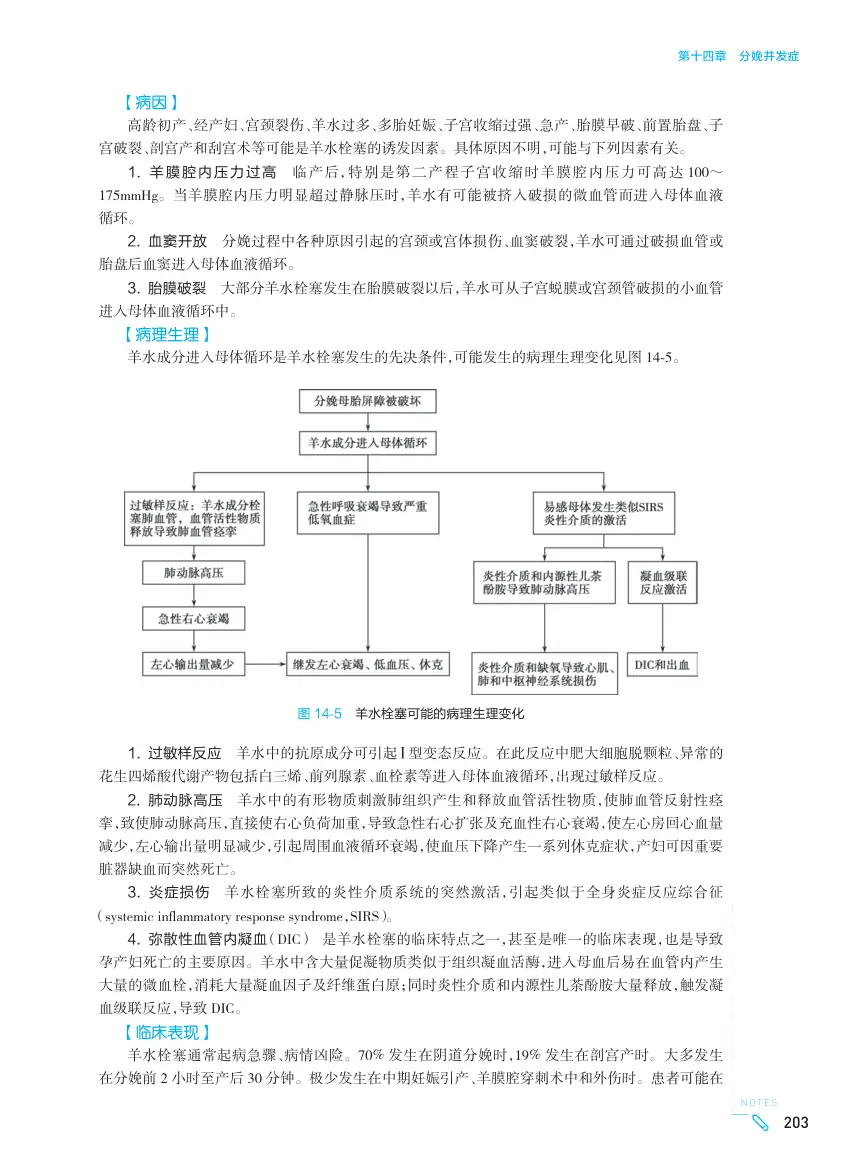 第十四章 分娩并发症
【病因】
高龄初产、经产妇、宫颈裂伤、羊水过多、多胎妊娠、子宫收缩过强、急产、胎膜早破、前置胎盘、子
宫破裂、剖宫产和刮宫术等可能是羊水栓塞的诱发因素。具体原因不明,可能与下列因素有关。
1. 羊膜腔内压力过高 临产后,特别是第二产程子宫收缩时羊膜腔内压力可高达 100～
175mmHg。当羊膜腔内压力明显超过静脉压时,羊水有可能被挤入破损的微血管而进入母体血液
循环。
2. 血窦开放 分娩过程中各种原因引起的宫颈或宫体损伤、血窦破裂,羊水可通过破损血管或
胎盘后血窦进入母体血液循环。
3. 胎膜破裂 大部分羊水栓塞发生在胎膜破裂以后,羊水可从子宫蜕膜或宫颈管破损的小血管
进入母体血液循环中。
【病理生理】
羊水成分进入母体循环是羊水栓塞发生的先决条件,可能发生的病理生理变化见图 14-5。
分娩母胎屏障被破坏
羊水成分进入母体循环
过敏样反应：羊水成分栓
塞肺血管，血管活性物质
释放导致肺血管痉挛
急性呼吸衰竭导致严重
低氧血症
易感母体发生类似SIRS
炎性介质的激活
肺动脉高压
炎性介质和内源性儿茶
酚胺导致肺动脉高压
凝血级联
反应激活
急性右心衰竭
左心输出量减少
继发左心衰竭、低血压、休克
炎性介质和缺氧导致心肌、
肺和中枢神经系统损伤
DIC和出血
图 14-5 羊水栓塞可能的病理生理变化
1. 过敏样反应 羊水中的抗原成分可引起Ⅰ型变态反应。在此反应中肥大细胞脱颗粒、异常的
花生四烯酸代谢产物包括白三烯、前列腺素、血栓素等进入母体血液循环,出现过敏样反应。
2. 肺动脉高压 羊水中的有形物质刺激肺组织产生和释放血管活性物质,使肺血管反射性痉
挛,致使肺动脉高压,直接使右心负荷加重,导致急性右心扩张及充血性右心衰竭,使左心房回心血量
减少,左心输出量明显减少,引起周围血液循环衰竭,使血压下降产生一系列休克症状,产妇可因重要
脏器缺血而突然死亡。
3. 炎症损伤 羊水栓塞所致的炎性介质系统的突然激活,引起类似于全身炎症反应综合征
（systemic inflammatory response syndrome,SIRS）。
4. 弥散性血管内凝血（DIC） 是羊水栓塞的临床特点之一,甚至是唯一的临床表现,也是导致
孕产妇死亡的主要原因。羊水中含大量促凝物质类似于组织凝血活酶,进入母血后易在血管内产生
大量的微血栓,消耗大量凝血因子及纤维蛋白原;同时炎性介质和内源性儿茶酚胺大量释放,触发凝
血级联反应,导致 DIC。
【临床表现】
羊水栓塞通常起病急骤、病情凶险。70% 发生在阴道分娩时,19% 发生在剖宫产时。大多发生
在分娩前 2 小时至产后 30 分钟。极少发生在中期妊娠引产、羊膜腔穿刺术中和外伤时。患者可能在
NOTES
203